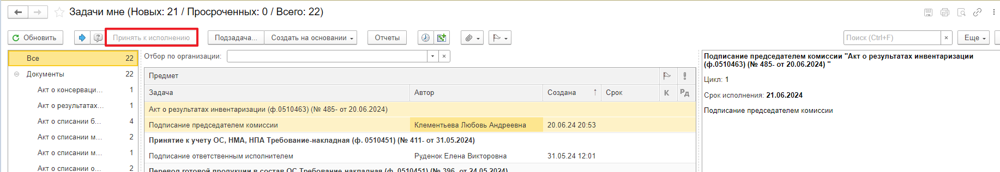 Задачи мне (Новых: 21 / Просроченных: 0 / Всего: 22)
Обновить
Принять к исполнению
Подзадача...
Создать на основании
Отчеты
Поиск (Ctrl+F)
×
Еще
Все 22
Документы 22
Акт о консерваци... 1
Акт о результатах... 1
Акт о списании б... 4
Акт о списании м... 2
Акт о списании м... 1
Акт о списании о... 2
Отбор по организации:
×
Предмет
Задача Автор Создана ↑ Срок К Рд
Акт о результатах инвентаризации (ф.0510463) (№ 485- от 20.06.2024)
Подписание председателем комиссии Клементьева Любовь Андреевна 20.06.24 20:53
Принятие к учету ОС, НМА, НПА Требование-накладная (ф. 0510451) (№ 411- от 31.05.2024)
Подписание ответственным исполнителем Руденок Елена Викторовна 31.05.24 12:01
Перевод готовой продукции в состав ОС Требование-накладная (ф. 0510451) (№ 396- от 24.05.2024)
Подписание председателем комиссии "Акт о результатах инвентаризации
(ф.0510463) (№ 485- от 20.06.2024) "
Цикл: 1
Срок исполнения: 21.06.2024
Подписание председателем комиссии